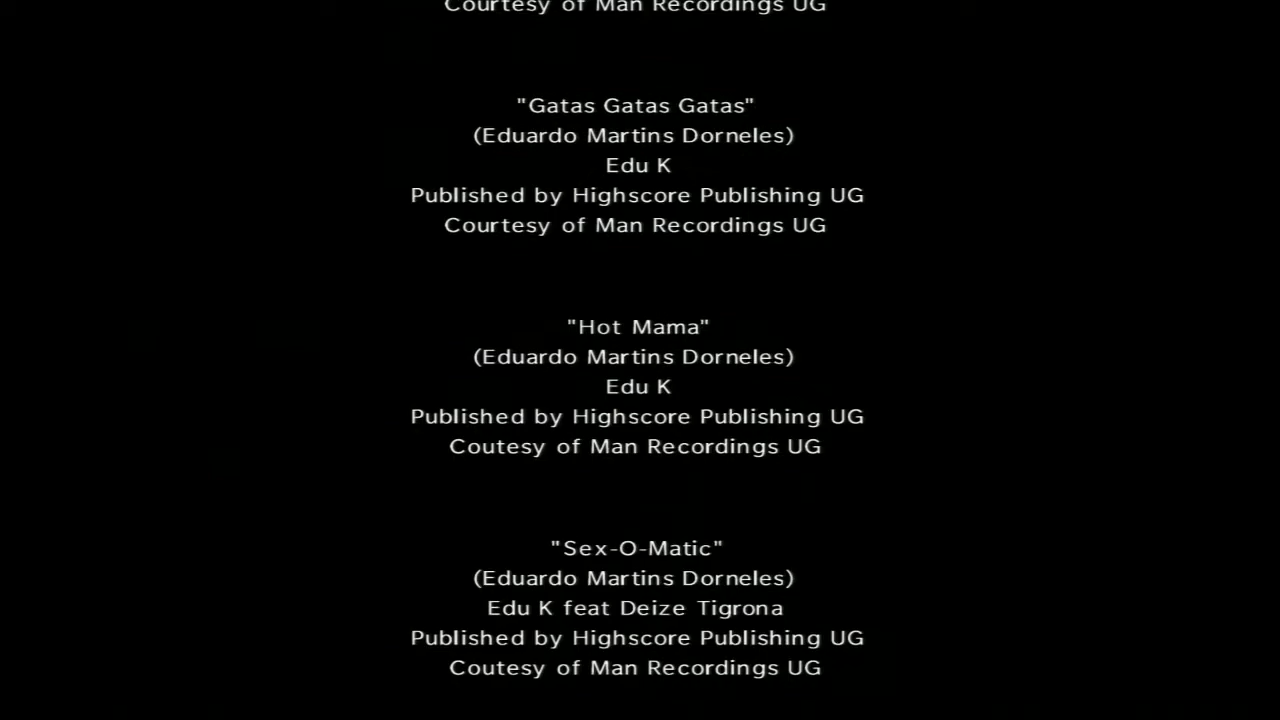 Courtesy of Man Recordings UG
"Gatas Gatas Gatas"
(Eduardo Martins Dorneles)
Edu K
Published by Highscore Publishing UG
Courtesy of Man Recordings UG
"Hot Mama"
(Eduardo Martins Dorneles)
Edu K
Published by Highscore Publishing UG
Coutesy of Man Recordings UG
"Sex-O-Matic"
(Eduardo Martins Dorneles)
Edu K feat Deize Tigrona
Published by Highscore Publishing UG
Coutesy of Man Recordings UG